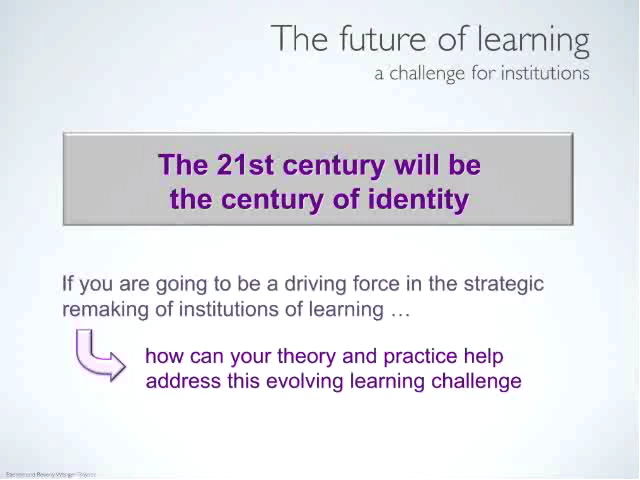 The future of learning
a challenge for institutions
The 21st century will be
the century of identity
If you are going to be a driving force in the strategic
remaking of institutions of learning …
how can your theory and practice help
address this evolving learning challenge